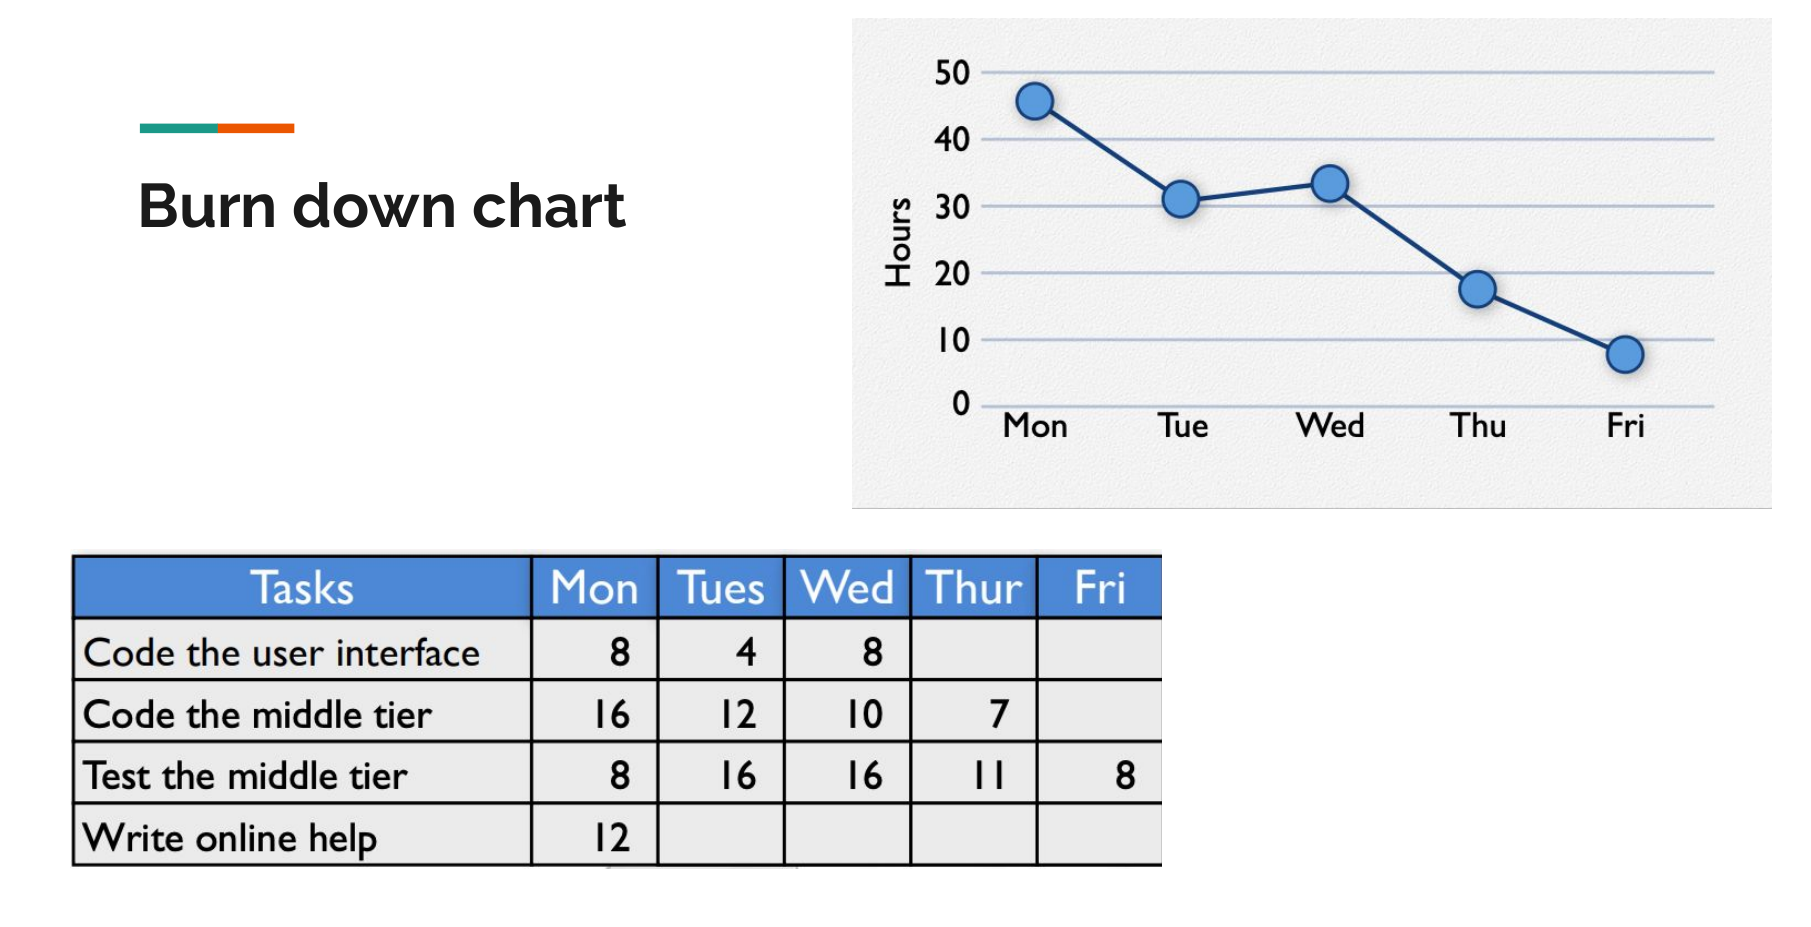 Burn down chart
50
40
30
20
10
0
Hours
Mon Tue Wed Thu Fri
Tasks Mon Tues Wed Thur Fri
Code the user interface 8 4 8
Code the middle tier 16 12 10 7
Test the middle tier 8 16 16 11 8
Write online help 12